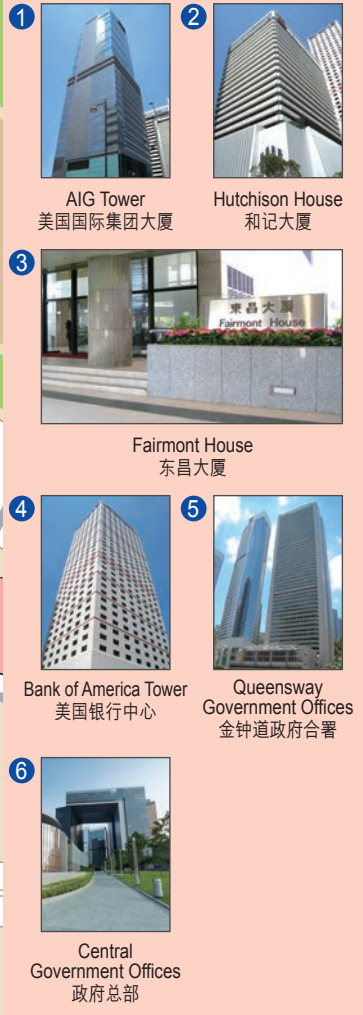 1
2
AIG Tower
美国国际集团大厦
Hutchison House
和记大厦
3
東昌大厦
Fairmont House
Fairmont House
东昌大厦
4
5
Bank of America Tower
美国银行中心
Queensway
Government Offices
金钟道政府合署
6
Central
Government Offices
政府总部